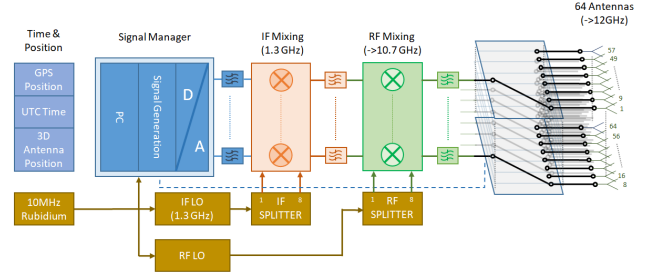 64 Antennas
(->12GHz)
Time &
Position
Signal Manager
IF Mixing
(1.3 GHz)
RF Mixing
(->10.7 GHz)
GPS
Position
UTC Time
3D
Antenna
Position
PC
Signal Generation
D
A
57
49
9
1
64
56
16
8
10MHz
Rubidium
IF LO
(1.3 GHz)
1 IF 8
SPLITTER
1 RF 8
SPLITTER
RF LO